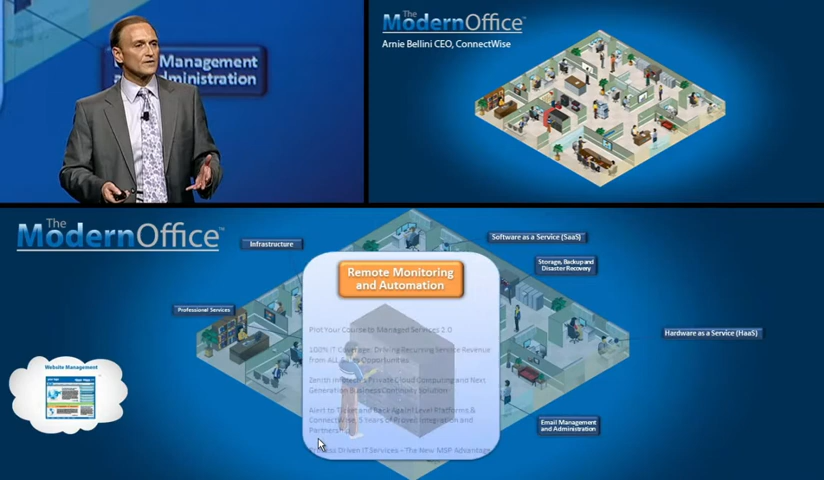 Management
Administration
The
ModernOffice™
Arnie Bellini CEO, ConnectWise
The
ModernOffice™
Infrastructure
Software as a Service (SaaS)
Storage, Backup and
Disaster Recovery
Remote Monitoring
and Automation
Professional Services
Hardware as a Service (HaaS)
Plot Your Course to Managed Services 2.0
100% IT Coverage: Driving Recurring Service Revenue
from ALL Opportunities
Private Cloud Computing and Next
Generation Business Continuity Solution
Alert to Ticket and Back Again! Level Platforms &
ConnectWise, 5 Years of Integration and
Process Driven IT Services – The New MSP Advantage
Website Management
Email Management
and Administration